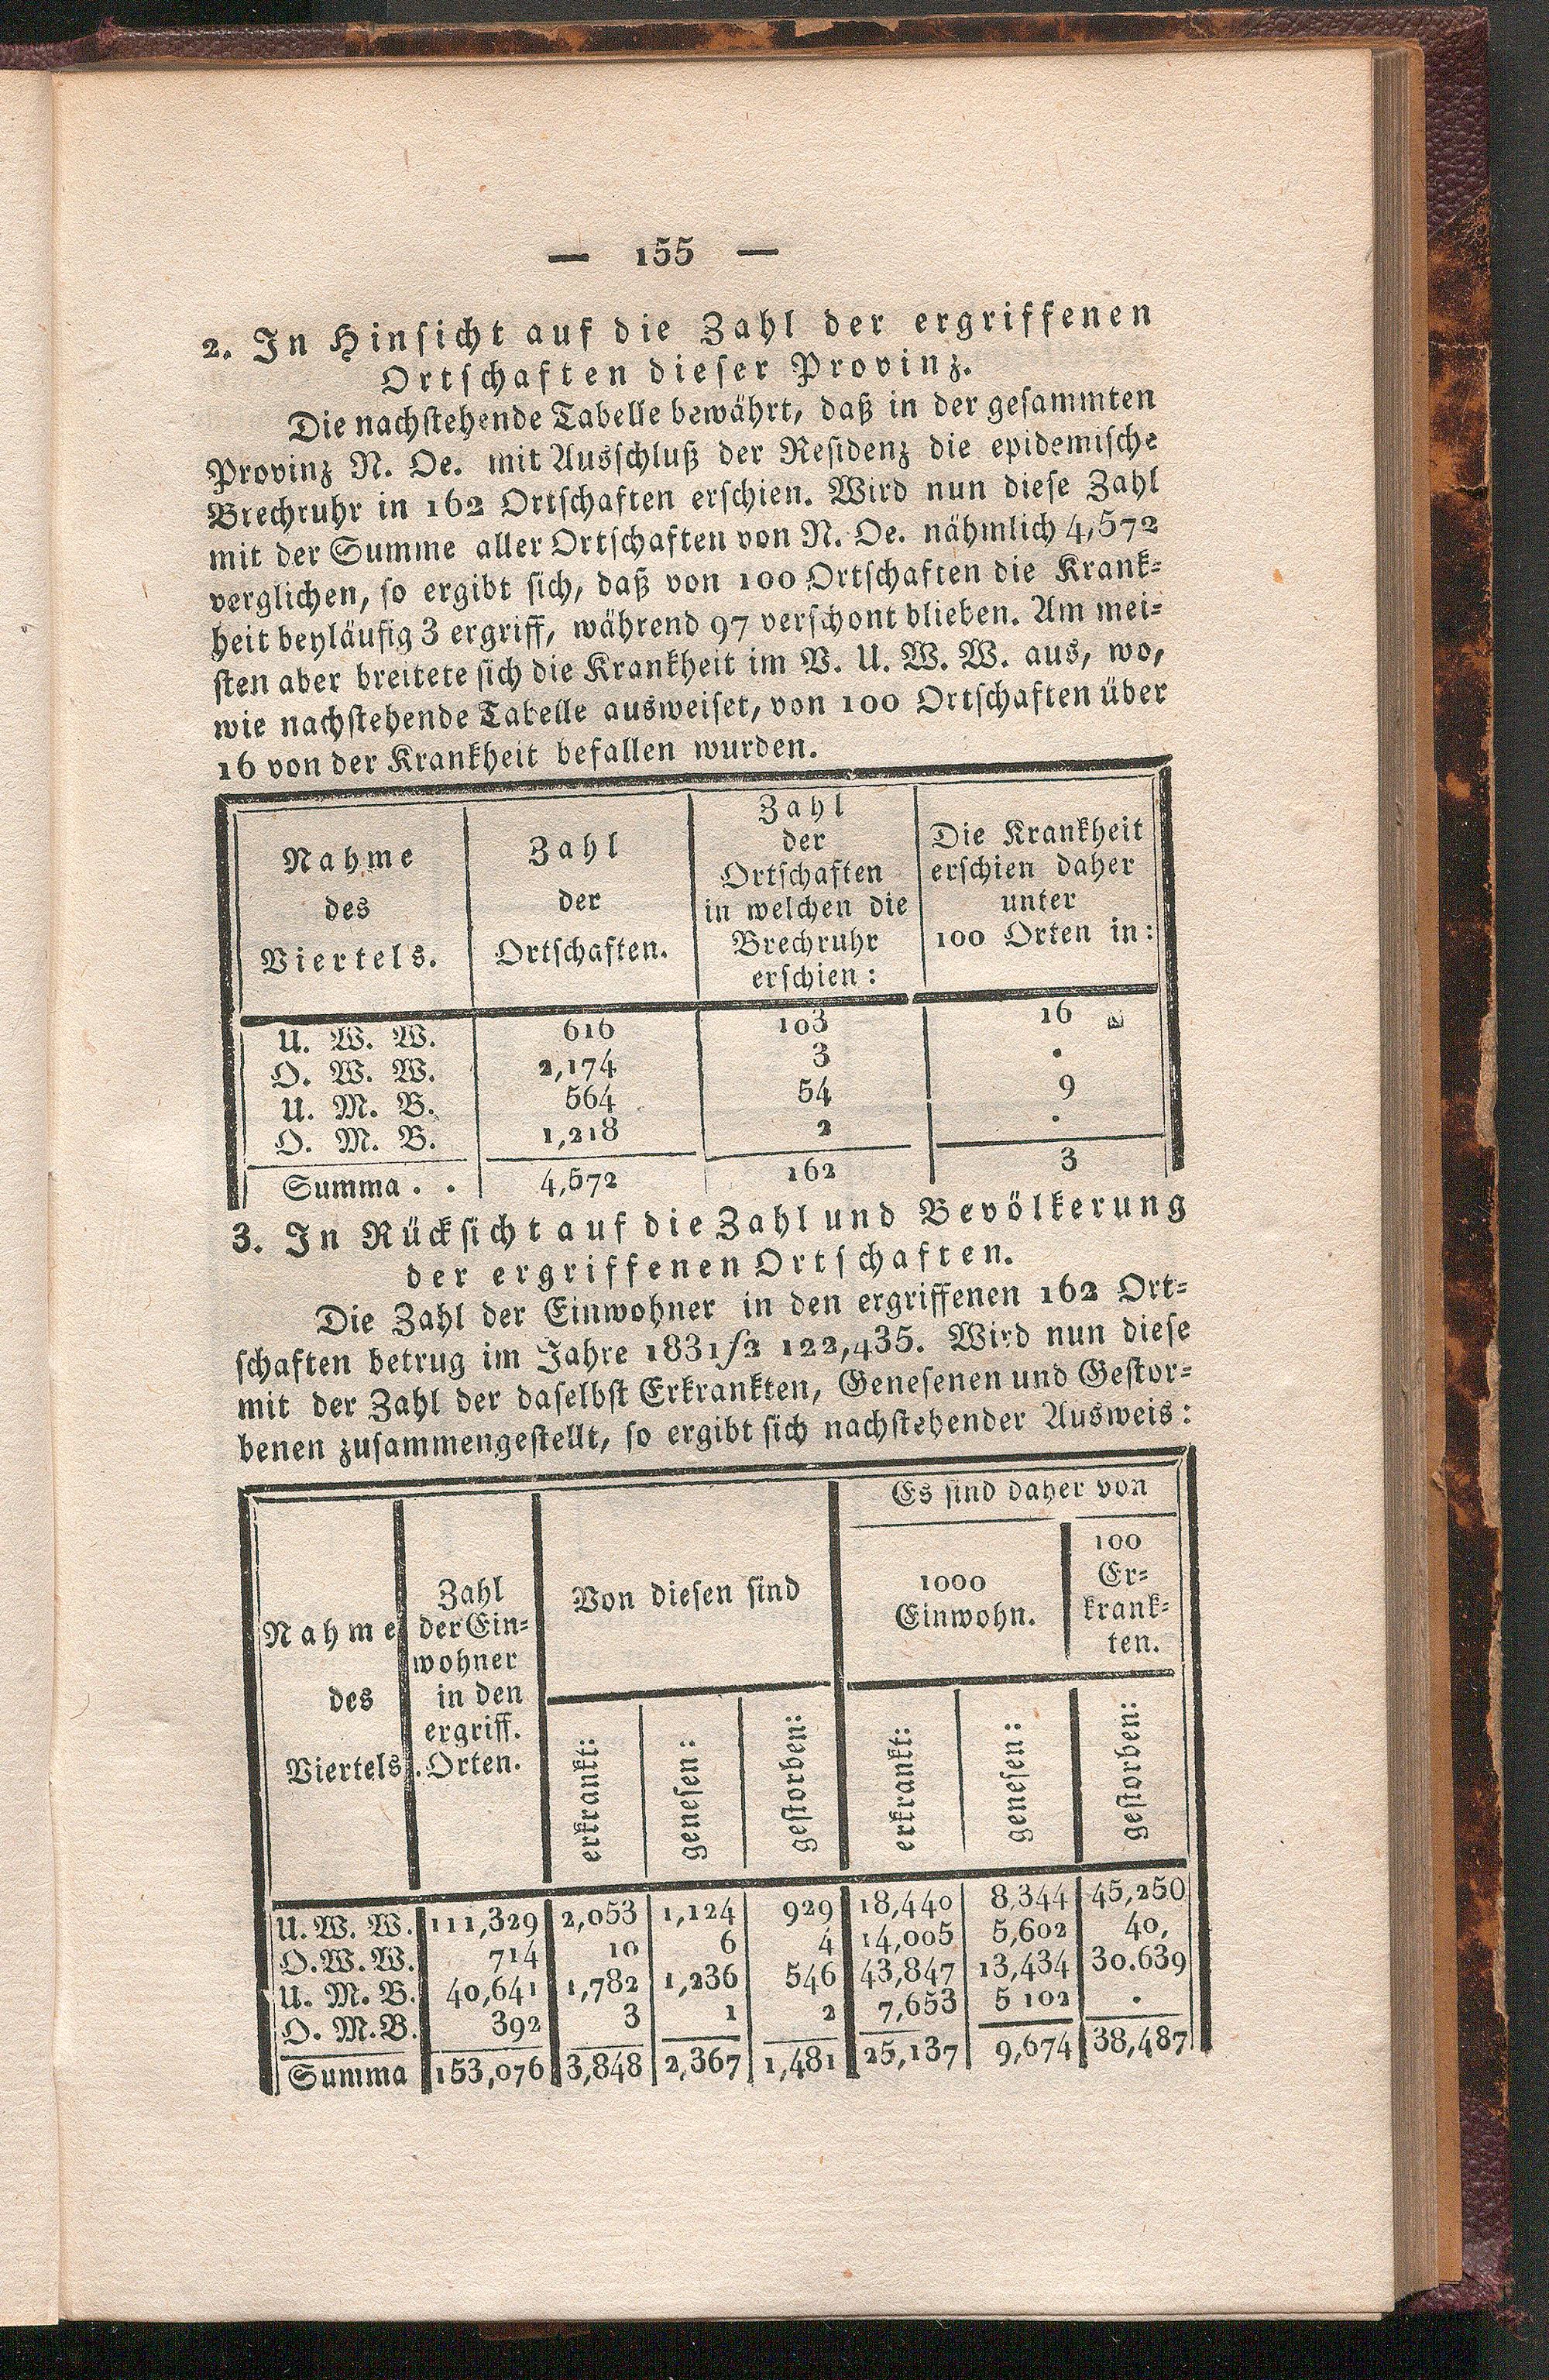 — 155 —
2. In Hinsicht auf die Zahl der ergriffenen
Ortschaften dieser Provinz.
Die nachstehende Tabelle bewährt, daß in der gesammten
Provinz N. Oe. mit Ausschluß der Residenz die epidemische
Brechruhr in 162 Ortschaften erschien. Wird nun diese Zahl
mit der Summe aller Ortschaften von N. Oe. nähmlich 4,572
verglichen, so ergibt sich, daß von 100 Ortschaften die Krank-
heit beyläufig 3 ergriff, während 97 verschont blieben. Am mei-
sten aber breitete sich die Krankheit im V. U. W. W. aus, wo,
wie nachstehende Tabelle ausweiset, von 100 Ortschaften über
16 von der Krankheit befallen wurden.
Nahme
des
Viertels.
Zahl
der
Ortschaften.
Zahl
der
Ortschaften
in welchen die
Brechruhr
erschien:
Die Krankheit
erschien daher
unter
100 Orten in:
U. W. W. 616 103 16
O. W. W. 2,174 3 .
U. M. B. 564 54 9
O. M. B. 1,218 2 .
Summa . . 4,572 162 3
3. In Rücksicht auf die Zahl und Bevölkerung
der ergriffenen Ortschaften.
Die Zahl der Einwohner in den ergriffenen 162 Ort-
schaften betrug im Jahre 1831/2 122,435. Wird nun diese
mit der Zahl der daselbst Erkrankten, Genesenen und Gestor-
benen zusammengestellt, so ergibt sich nachstehender Ausweis:
Nahme
des
Viertels.
Zahl
der Ein-
wohner
in den
ergriff.
Orten.
Von diesen sind
erkrankt:
genesen:
gestorben:
Es sind daher von
1000
Einwohn.
100
Er-
krank-
ten.
erkrankt:
genesen:
gestorben:
U. W. W. 111,329 2,053 1,124 929 18,440 8,344 45,250
O. W. W. 714 10 6 4 14,005 5,602 40,
U. M. B. 40,641 1,782 1,236 546 43,847 13,434 30.639
O. M. B. 392 3 1 2 7,653 5 102 .
Summa 153,076 3,848 2,367 1,481 25,137 9,674 38,487